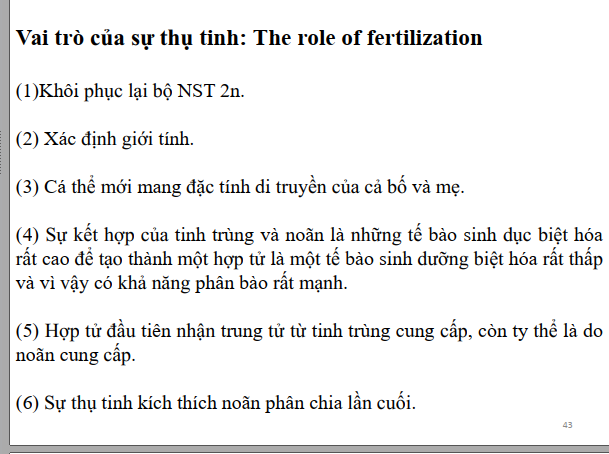 Vai trò của sự thụ tinh: The role of fertilization
(1)Khôi phục lại bộ NST 2n.
(2) Xác định giới tính.
(3) Cá thể mới mang đặc tính di truyền của cả bố và mẹ.
(4) Sự kết hợp của tinh trùng và noãn là những tế bào sinh dục biệt hóa
rất cao để tạo thành một hợp tử là một tế bào sinh dưỡng biệt hóa rất thấp
và vì vậy có khả năng phân bào rất mạnh.
(5) Hợp tử đầu tiên nhận trung tử từ tinh trùng cung cấp, còn ty thể là do
noãn cung cấp.
(6) Sự thụ tinh kích thích noãn phân chia lần cuối.
43